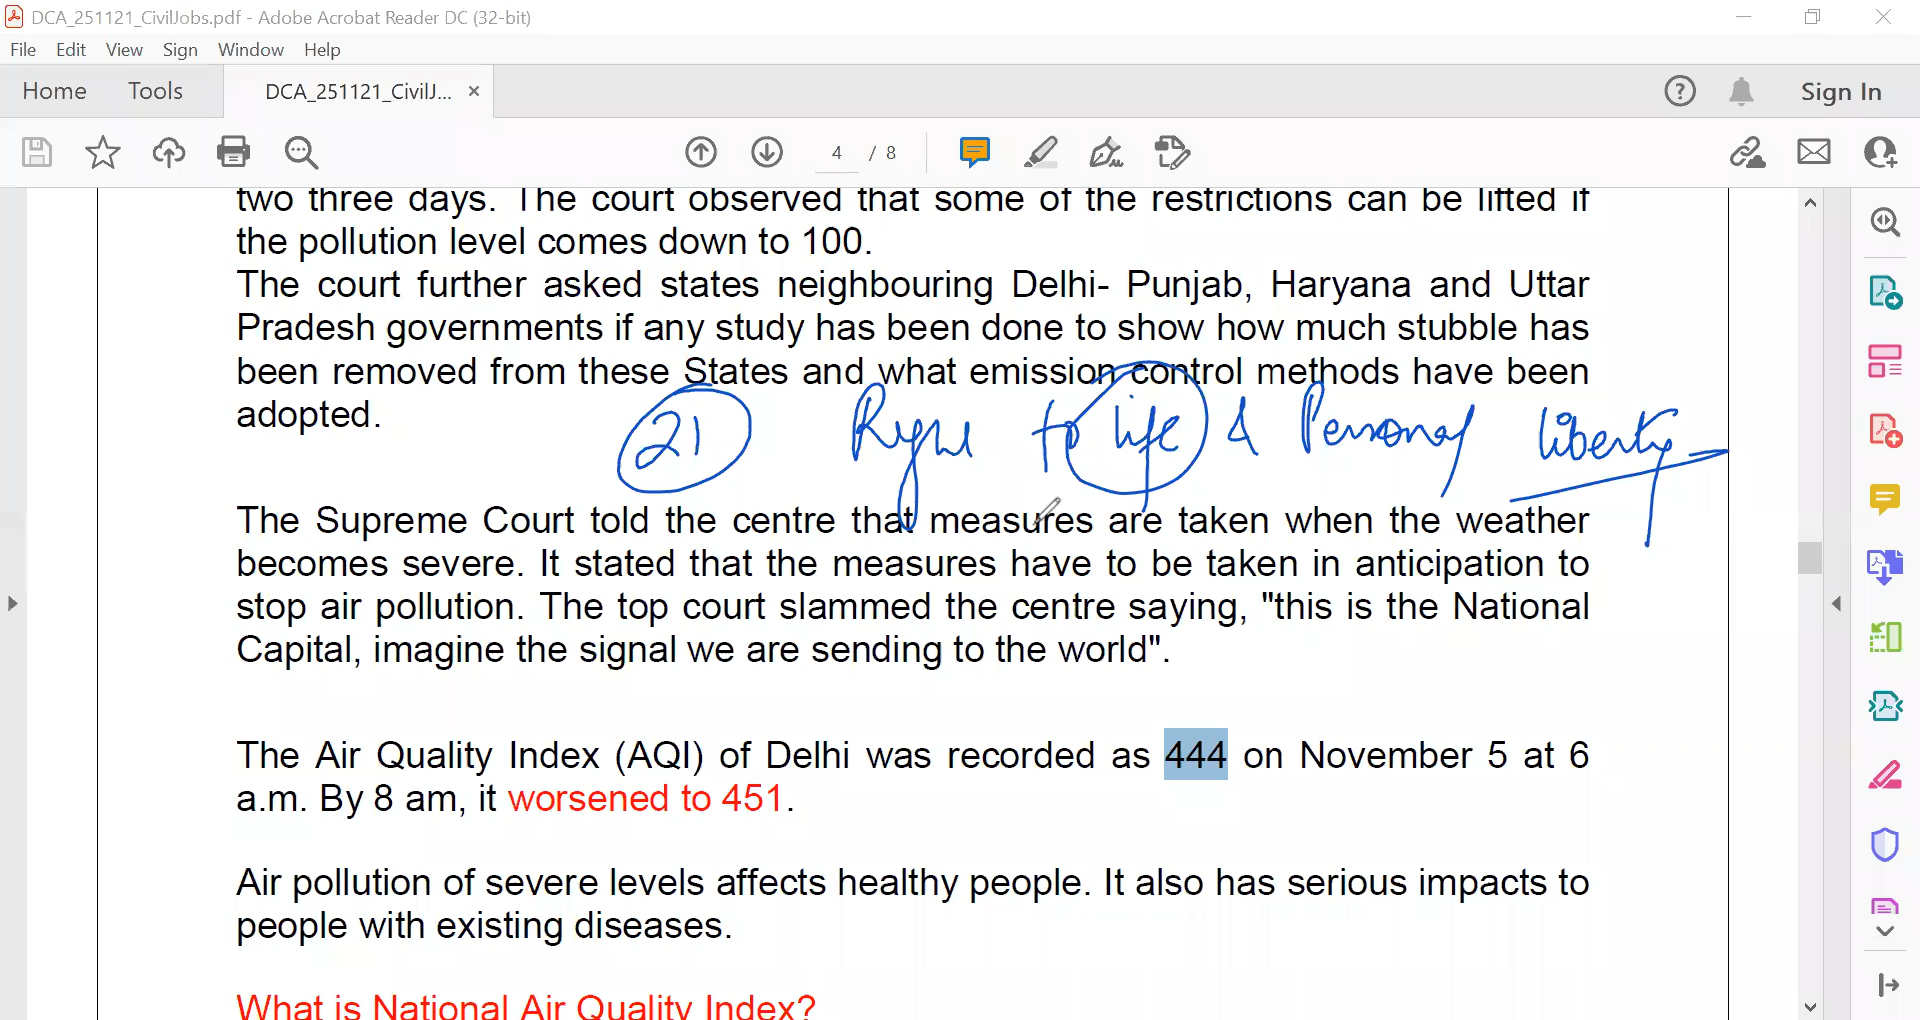 DCA_251121_CivilJobs.pdf - Adobe Acrobat Reader DC (32-bit)
File Edit View Sign Window Help
Home Tools DCA_251121_CivilJ... × Sign In
4 / 8
two three days. The court observed that some of the restrictions can be lifted if
the pollution level comes down to 100.
The court further asked states neighbouring Delhi- Punjab, Haryana and Uttar
Pradesh governments if any study has been done to show how much stubble has
been removed from these States and what emission control methods have been
adopted.
21 Right to life & Personal liberty
The Supreme Court told the centre that measures are taken when the weather
becomes severe. It stated that the measures have to be taken in anticipation to
stop air pollution. The top court slammed the centre saying, "this is the National
Capital, imagine the signal we are sending to the world".
The Air Quality Index (AQI) of Delhi was recorded as 444 on November 5 at 6
a.m. By 8 am, it worsened to 451.
Air pollution of severe levels affects healthy people. It also has serious impacts to
people with existing diseases.
What is National Air Quality Index?